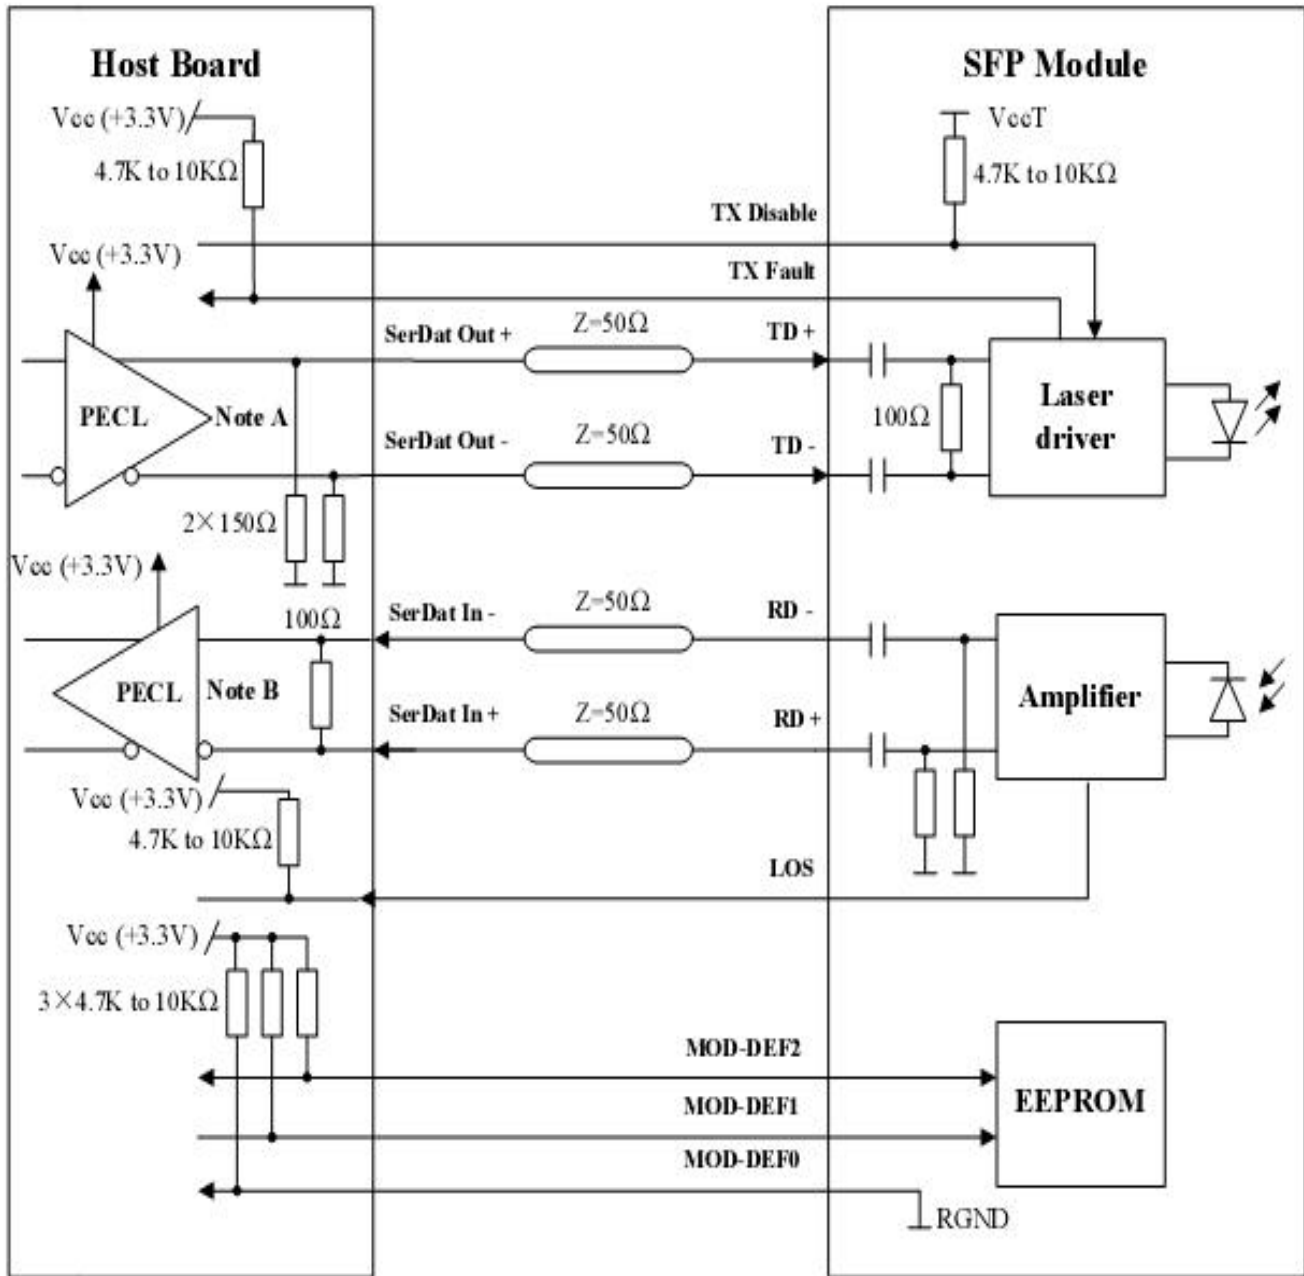 Host Board
SFP Module
Vcc (+3.3V)
VccT
4.7K to 10KΩ
4.7K to 10KΩ
TX Disable
Vcc (+3.3V)
TX Fault
SerDat Out +
Z=50Ω
TD +
PECL
Note A
100Ω
Laser
driver
SerDat Out -
Z=50Ω
TD -
2×150Ω
Vcc (+3.3V)
100Ω
SerDat In -
Z=50Ω
RD -
PECL
Note B
Amplifier
SerDat In +
Z=50Ω
RD +
Vcc (+3.3V)
4.7K to 10KΩ
LOS
Vcc (+3.3V)
3×4.7K to 10KΩ
MOD-DEF2
EEPROM
MOD-DEF1
MOD-DEF0
RGND